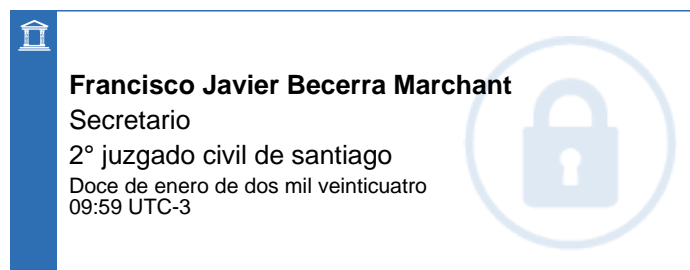 Francisco Javier Becerra Marchant
Secretario
2° juzgado civil de santiago
Doce de enero de dos mil veinticuatro
09:59 UTC-3